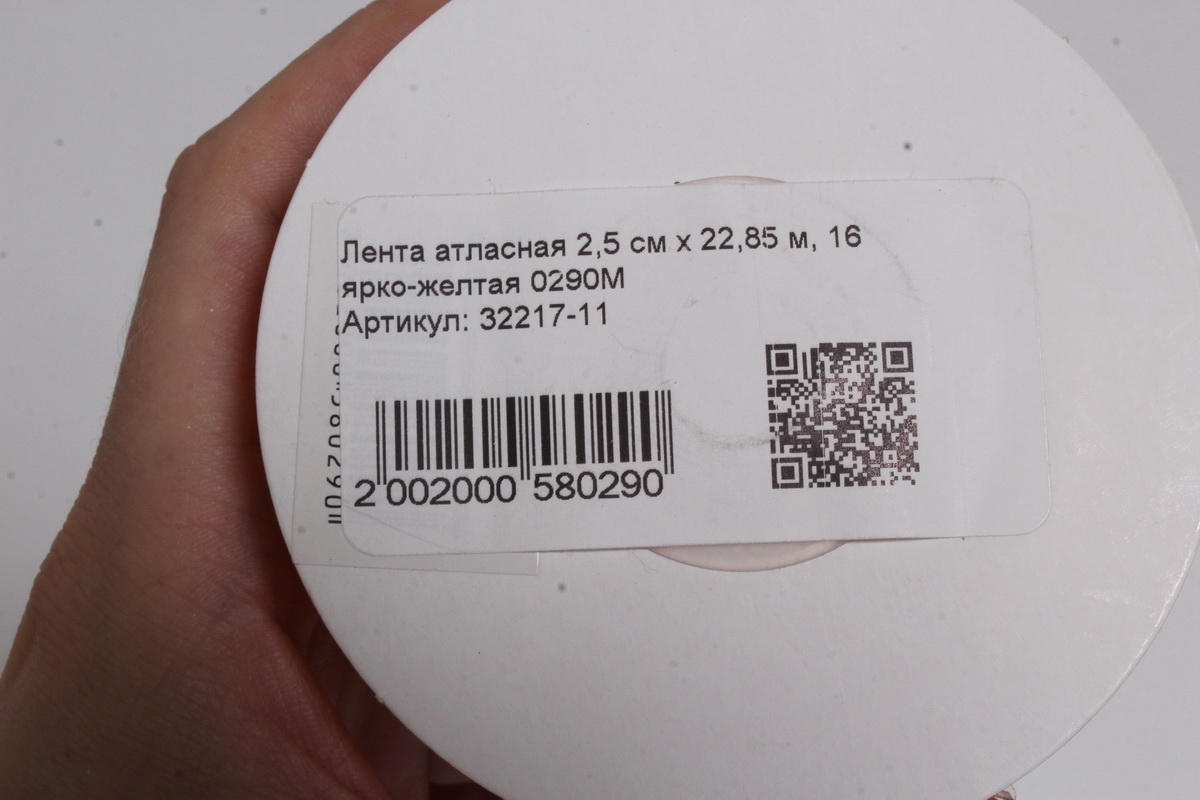 Лента атласная 2,5 см x 22,85 м, 16
ярко-желтая 0290М
Артикул: 32217-11
2 002000 580290